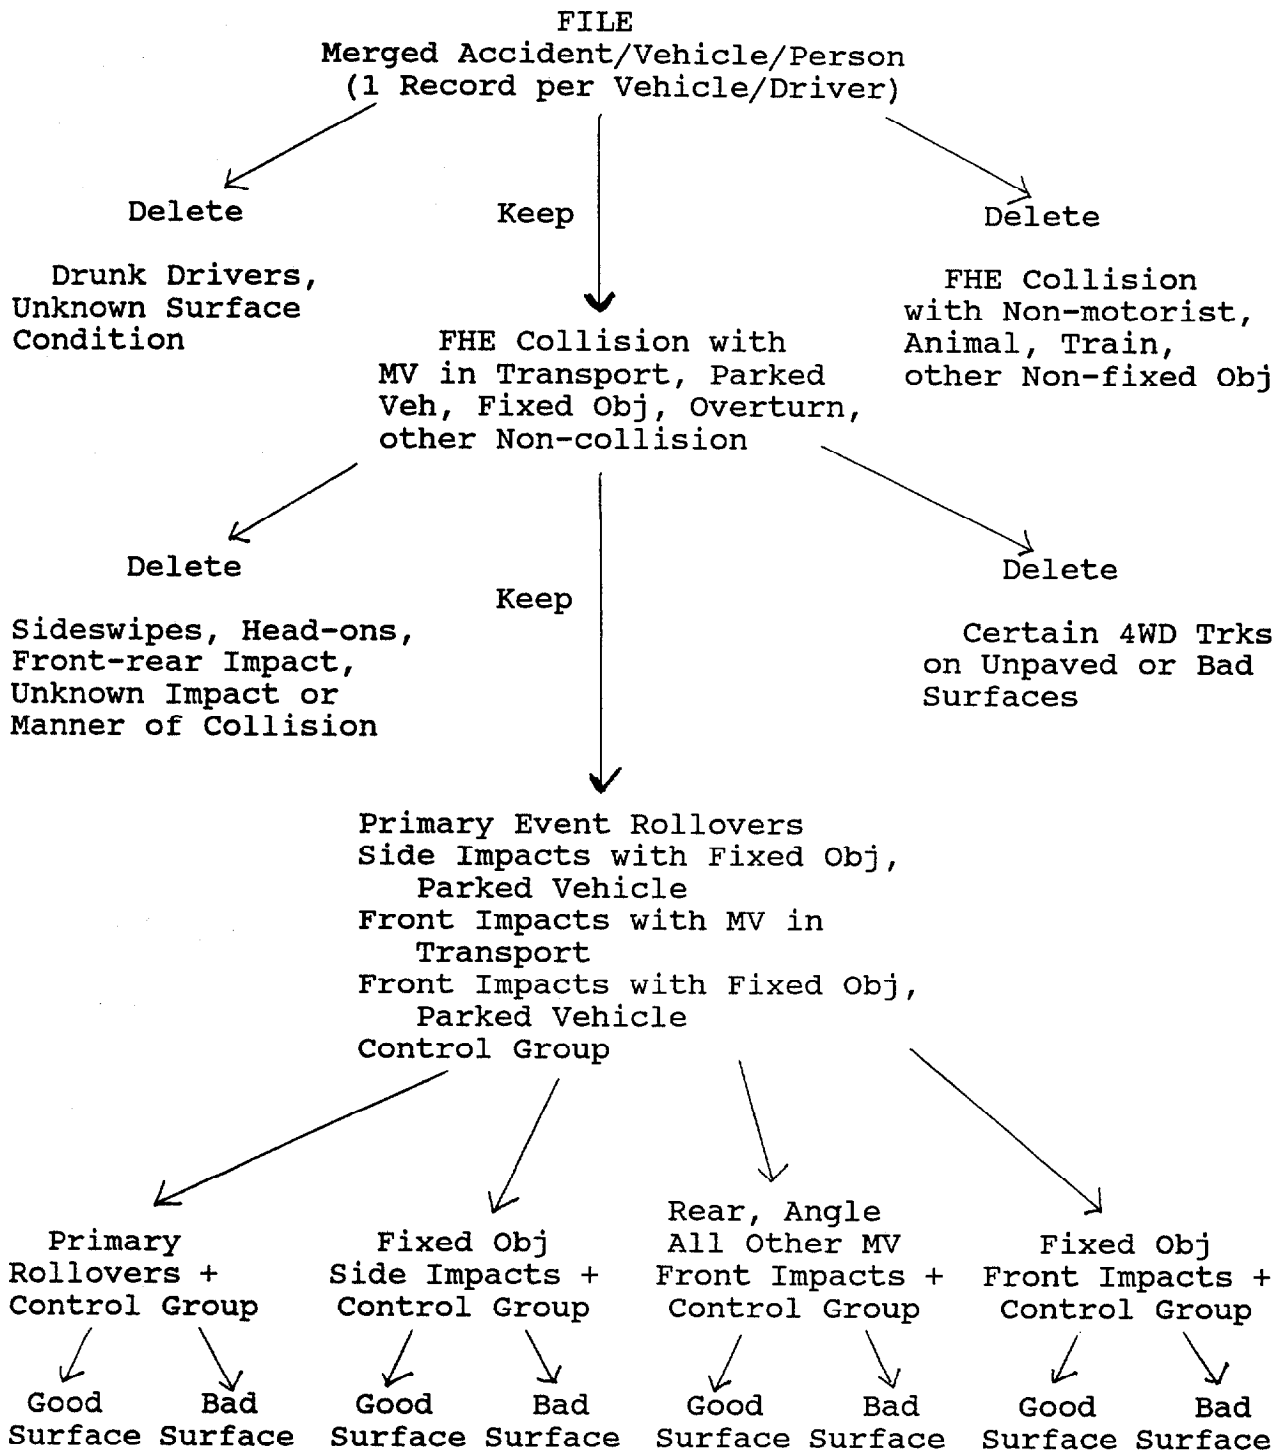 FILE
Merged Accident/Vehicle/Person
(1 Record per Vehicle/Driver)
Delete
Keep
Delete
Drunk Drivers,
Unknown Surface
Condition
FHE Collision
with Non-motorist,
Animal, Train,
other Non-fixed Obj
FHE Collision with
MV in Transport, Parked
Veh, Fixed Obj, Overturn,
other Non-collision
Delete
Keep
Delete
Sideswipes, Head-ons,
Front-rear Impact,
Unknown Impact or
Manner of Collision
Certain 4WD Trks
on Unpaved or Bad
Surfaces
Primary Event Rollovers
Side Impacts with Fixed Obj,
Parked Vehicle
Front Impacts with MV in
Transport
Front Impacts with Fixed Obj,
Parked Vehicle
Control Group
Primary
Rollovers +
Control Group
Fixed Obj
Side Impacts +
Control Group
Rear, Angle
All Other MV
Front Impacts +
Control Group
Fixed Obj
Front Impacts +
Control Group
Good
Surface
Bad
Surface
Good
Surface
Bad
Surface
Good
Surface
Bad
Surface
Good
Surface
Bad
Surface